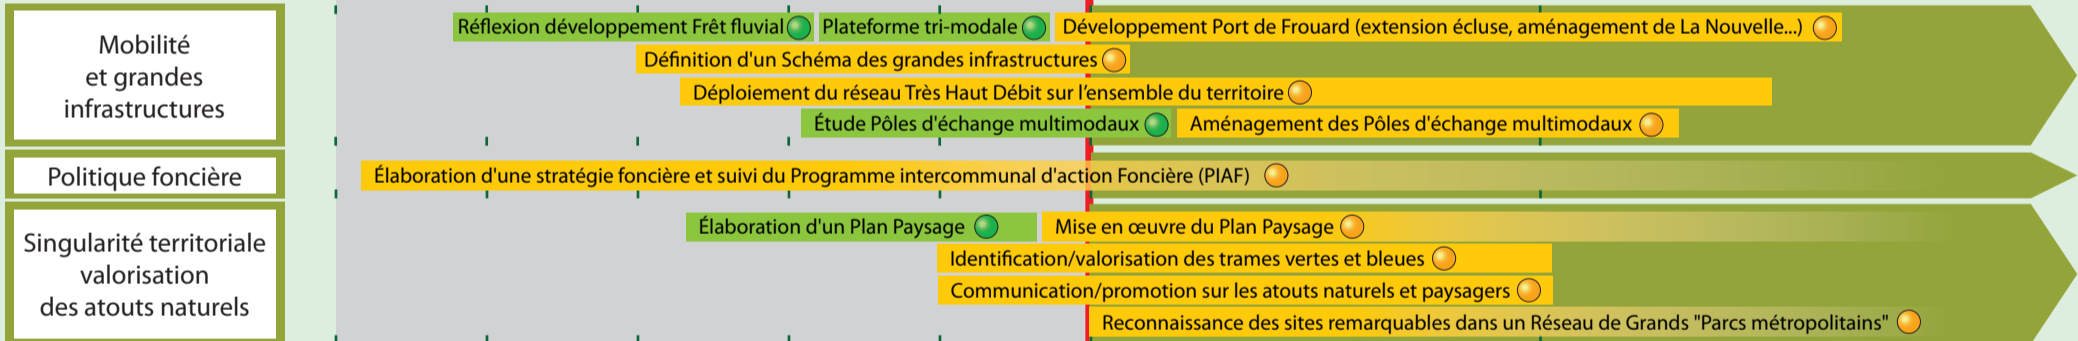 Mobilité
et grandes
infrastructures
Réflexion développement Frêt fluvial
Plateforme tri-modale
Développement Port de Frouard (extension écluse, aménagement de La Nouvelle...)
Définition d'un Schéma des grandes infrastructures
Déploiement du réseau Très Haut Débit sur l’ensemble du territoire
Étude Pôles d'échange multimodaux
Aménagement des Pôles d'échange multimodaux
Politique foncière
Élaboration d'une stratégie foncière et suivi du Programme intercommunal d'action Foncière (PIAF)
Singularité territoriale
valorisation
des atouts naturels
Élaboration d'un Plan Paysage
Mise en œuvre du Plan Paysage
Identification/valorisation des trames vertes et bleues
Communication/promotion sur les atouts naturels et paysagers
Reconnaissance des sites remarquables dans un Réseau de Grands "Parcs métropolitains"